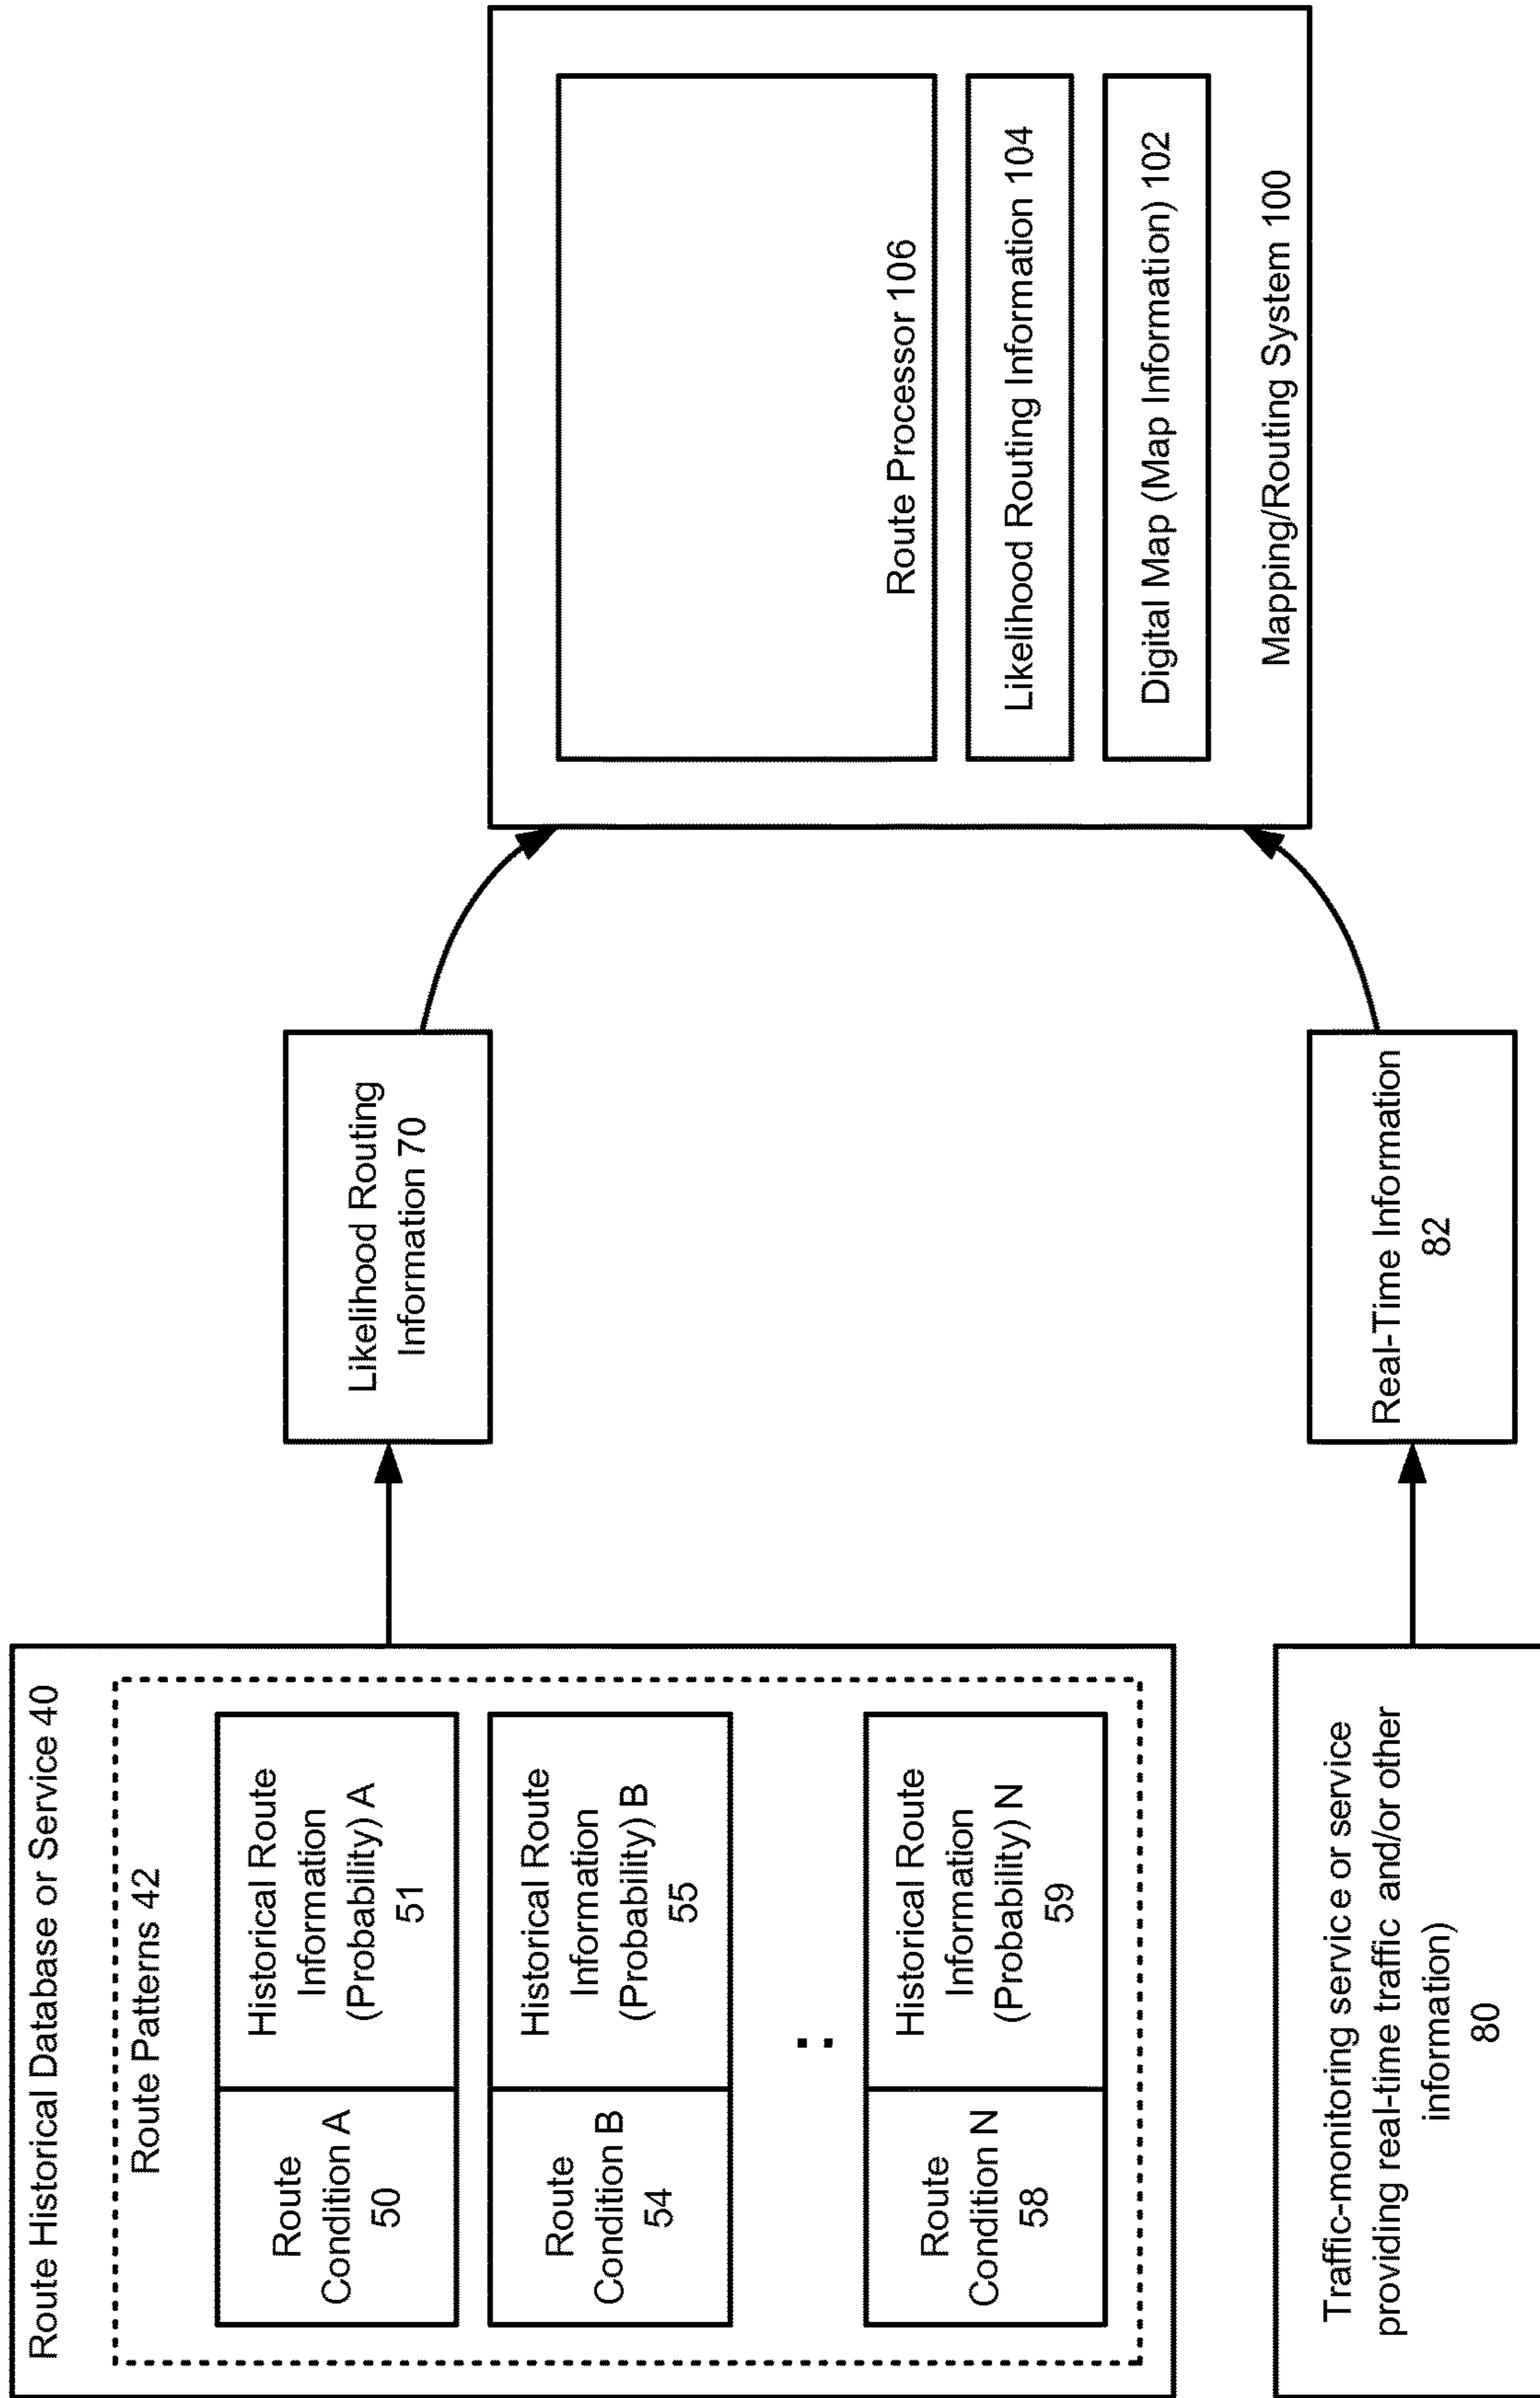 Route Historical Database or Service 40
Route Patterns 42
Route
Condition A
50
Historical Route
Information
(Probability) A
51
Route
Condition B
54
Historical Route
Information
(Probability) B
55
Route
Condition N
58
Historical Route
Information
(Probability) N
59
Traffic-monitoring service or service
providing real-time traffic and/or other
information)
80
Likelihood Routing
Information 70
Real-Time Information
82
Route Processor 106
Likelihood Routing Information 104
Digital Map (Map Information) 102
Mapping/Routing System 100